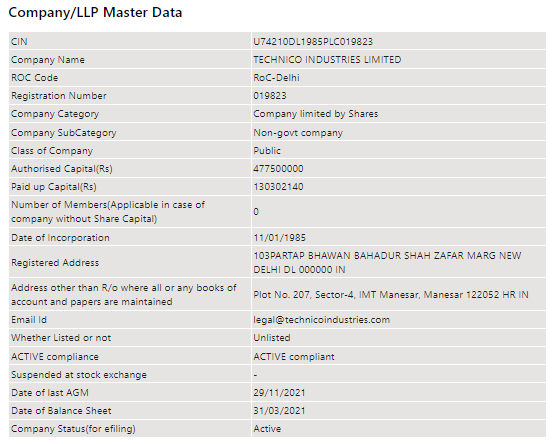 Company/LLP Master Data
CIN U74210DL1985PLC019823
Company Name TECHNICO INDUSTRIES LIMITED
ROC Code RoC-Delhi
Registration Number 019823
Company Category Company limited by Shares
Company SubCategory Non-govt company
Class of Company Public
Authorised Capital(Rs) 477500000
Paid up Capital(Rs) 130302140
Number of Members(Applicable in case of
company without Share Capital) 0
Date of Incorporation 11/01/1985
Registered Address 103PARTAP BHAWAN BAHADUR SHAH ZAFAR MARG NEW
DELHI DL 000000 IN
Address other than R/o where all or any books of
account and papers are maintained Plot No. 207, Sector-4, IMT Manesar, Manesar 122052 HR IN
Email Id legal@technicoindustries.com
Whether Listed or not Unlisted
ACTIVE compliance ACTIVE compliant
Suspended at stock exchange -
Date of last AGM 29/11/2021
Date of Balance Sheet 31/03/2021
Company Status(for efiling) Active